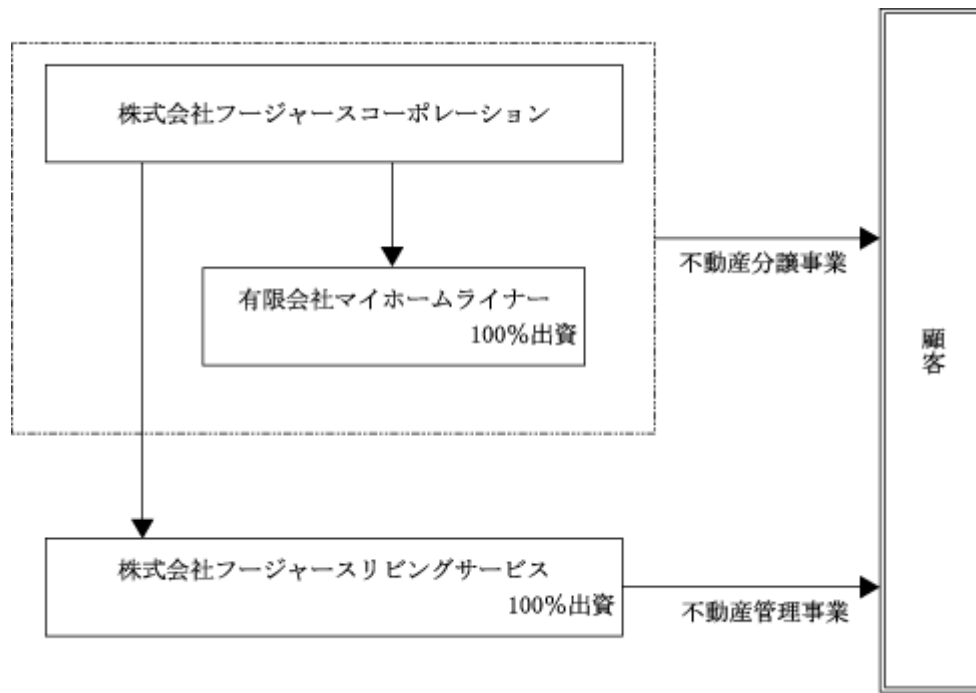 株式会社フージャースコーポレーション
有限会社マイホームライナー
100%出資
不動産分譲事業
顧客
株式会社フージャースリビングサービス
100%出資
不動産管理事業